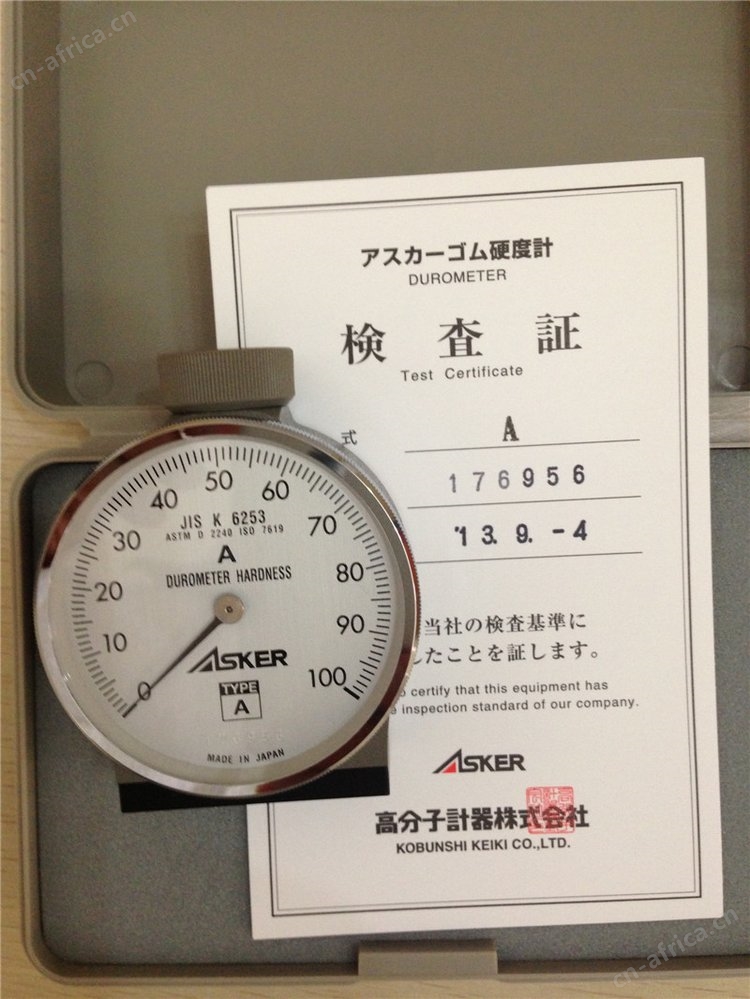 cn-africa.cn
アスカーゴム硬度計
DUROMETER
検査証
Test Certificate
式
A
176956
'13. 9. -4
当社の検査基準に
したことを証します。
o certify that this equipment has
e inspection standard of our company.
ASKER
高分子計器株式会社
KOBUNSHI KEIKI CO.,LTD.
0 10 20 30 40 50 60 70 80 90 100
JIS K 6253
ASTM D 2240 ISO 7619
A
DUROMETER HARDNESS
ASKER
TYPE
A
MADE IN JAPAN
cn-africa.cn